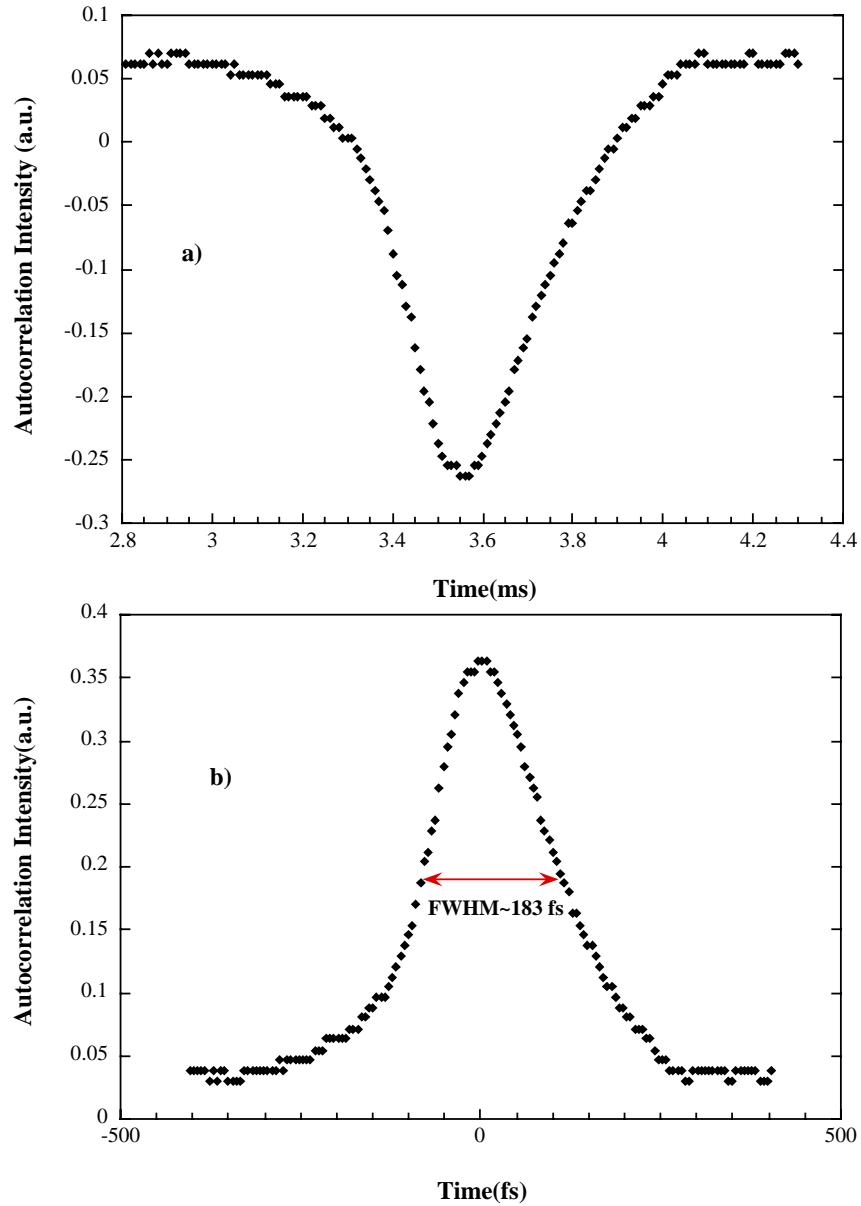 0.1
0.05
0
-0.05
-0.1
-0.15
-0.2
-0.25
-0.3
Autocorrelation Intensity (a.u.)
a)
2.8 3 3.2 3.4 3.6 3.8 4 4.2 4.4
Time(ms)
0.4
0.35
0.3
0.25
0.2
0.15
0.1
0.05
0
Autocorrelation Intensity(a.u.)
b)
FWHM~183 fs
-500 0 500
Time(fs)